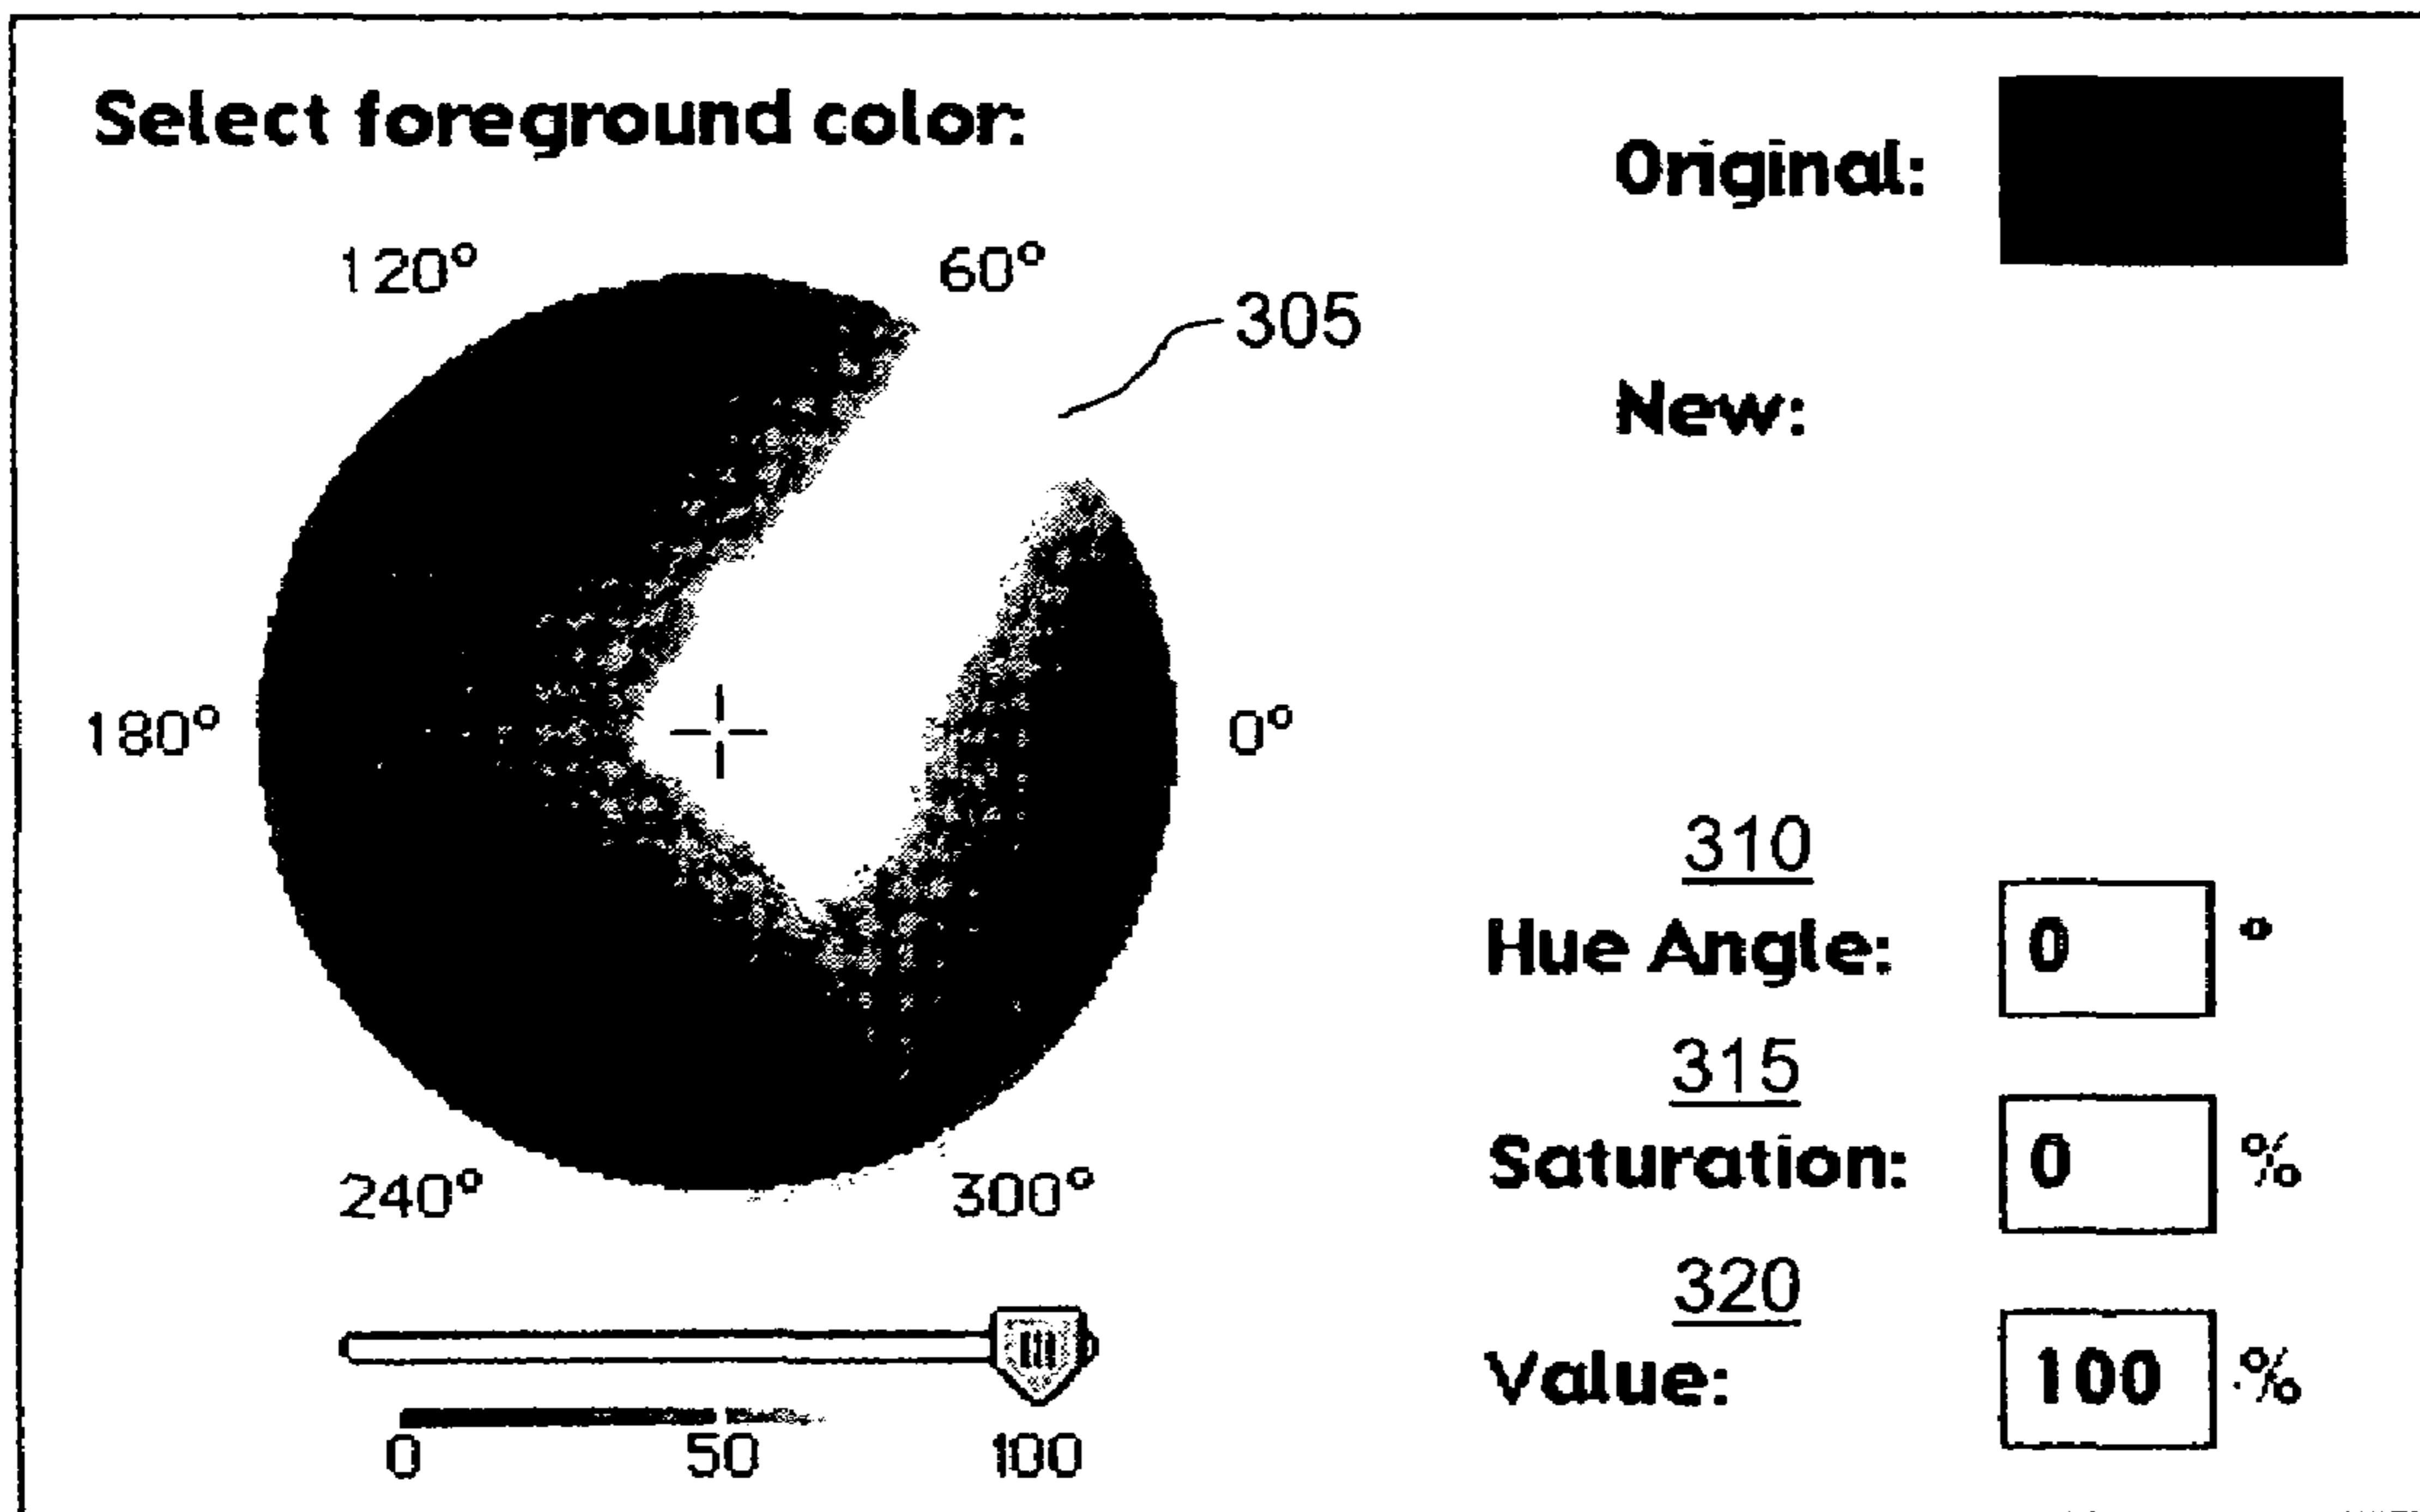 Select foreground color:
Original:
120°
60°
305
New:
180°
0°
310
Hue Angle: 0 °
315
Saturation: 0 %
240°
300°
320
Value: 100 %
0
50
100